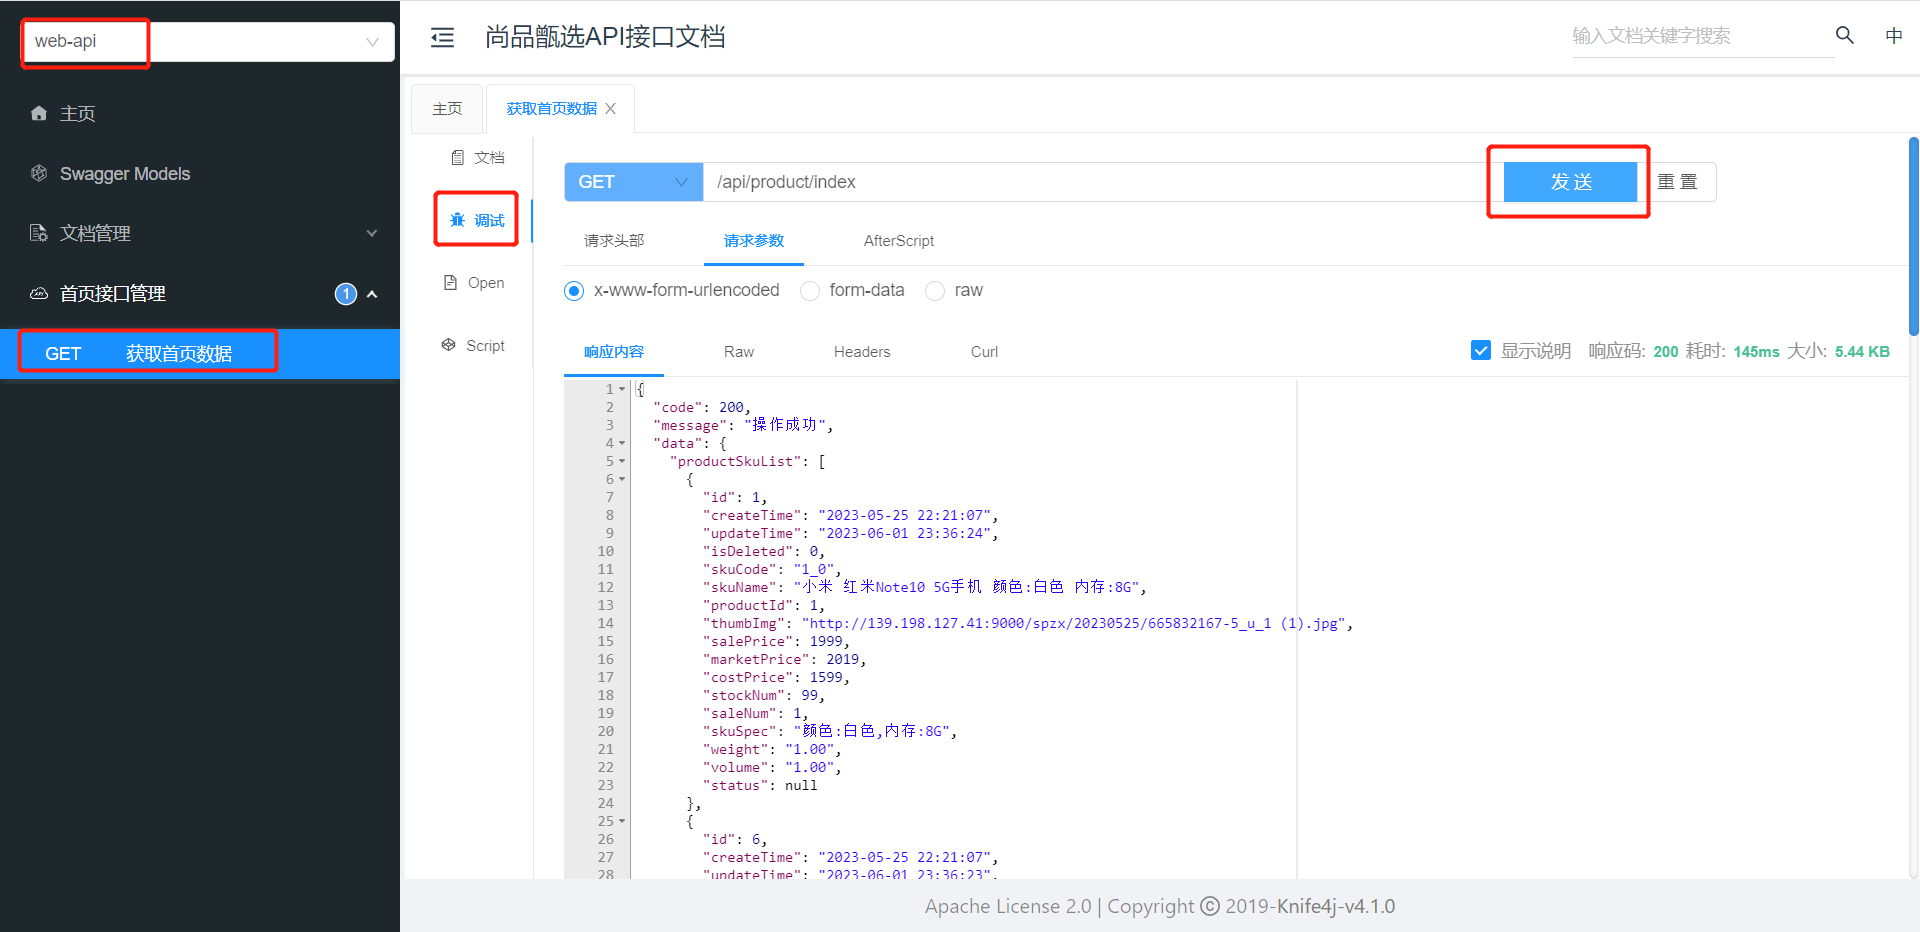 web-api
主页
Swagger Models
文档管理
首页接口管理 1
GET 获取首页数据
尚品甄选API接口文档
输入文档关键字搜索
中
主页 获取首页数据
文档
调试
Open
Script
GET /api/product/index 发 送 重 置
请求头部 请求参数 AfterScript
x-www-form-urlencoded form-data raw
响应内容 Raw Headers Curl
显示说明 响应码: 200 耗时: 145ms 大小: 5.44 KB
1 {
2 "code": 200,
3 "message": "操作成功",
4 "data": {
5 "productSkuList": [
6 {
7 "id": 1,
8 "createTime": "2023-05-25 22:21:07",
9 "updateTime": "2023-06-01 23:36:24",
10 "isDeleted": 0,
11 "skuCode": "1_0",
12 "skuName": "小米 红米Note10 5G手机 颜色:白色 内存:8G",
13 "productId": 1,
14 "thumbImg": "http://139.198.127.41:9000/spzx/20230525/665832167-5_u_1 (1).jpg",
15 "salePrice": 1999,
16 "marketPrice": 2019,
17 "costPrice": 1599,
18 "stockNum": 99,
19 "saleNum": 1,
20 "skuSpec": "颜色:白色,内存:8G",
21 "weight": "1.00",
22 "volume": "1.00",
23 "status": null
24 },
25 {
26 "id": 6,
27 "createTime": "2023-05-25 22:21:07",
28 "updateTime": "2023-06-01 23:36:23",
Apache License 2.0 | Copyright © 2019-Knife4j-v4.1.0